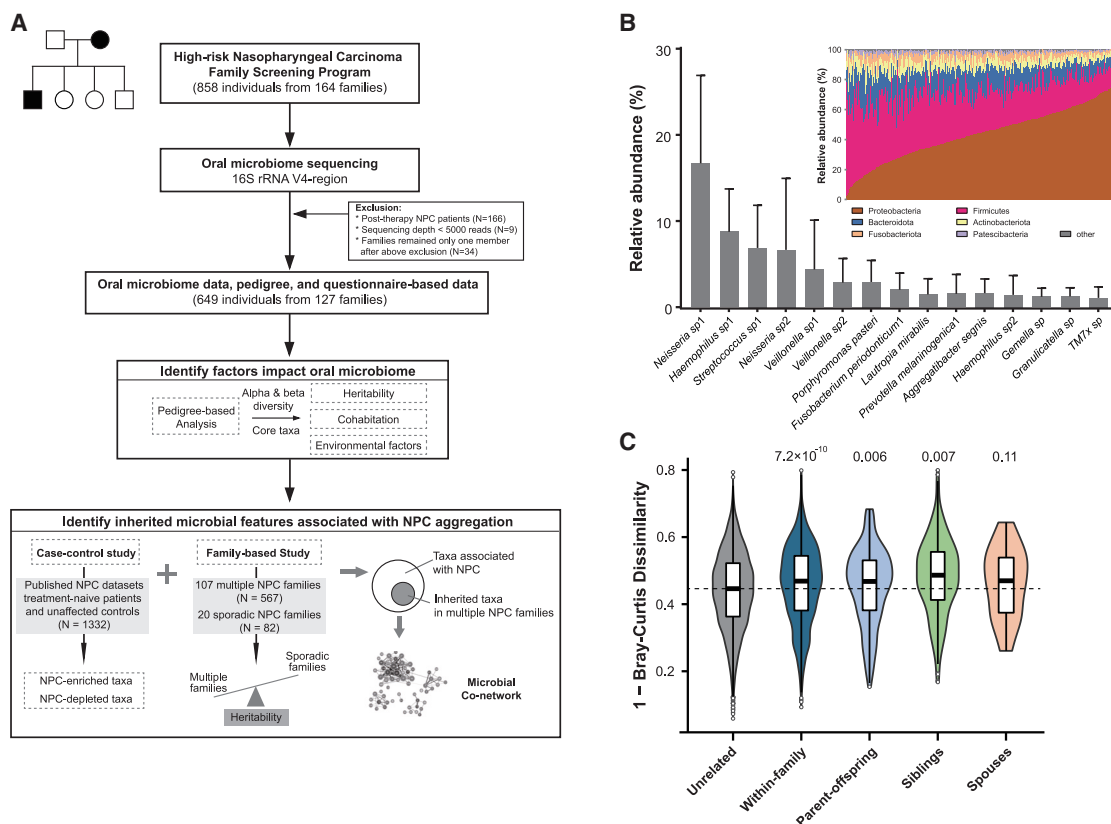 A
High-risk Nasopharyngeal Carcinoma
Family Screening Program
(858 individuals from 164 families)
Oral microbiome sequencing
16S rRNA V4-region
Exclusion:
* Post-therapy NPC patients (N=166)
* Sequencing depth < 5000 reads (N=9)
* Families remained only one member
after above exclusion (N=34)
Oral microbiome data, pedigree, and questionnaire-based data
(649 individuals from 127 families)
Identify factors impact oral microbiome
Pedigree-based
Analysis
Alpha & beta
diversity
Core taxa
Heritability
Cohabitation
Environmental factors
Identify inherited microbial features associated with NPC aggregation
Case-control study
Published NPC datasets
treatment-naive patients
and unaffected controls
(N = 1332)
NPC-enriched taxa
NPC-depleted taxa
Family-based Study
107 multiple NPC families
(N = 567)
20 sporadic NPC families
(N = 82)
Sporadic
families
Multiple
families
Heritability
Taxa associated
with NPC
Inherited taxa
in multiple NPC families
Microbial
Co-network
B
Relative abundance (%)
30
20
10
0
Neisseria sp1
Haemophilus sp1
Streptococcus sp1
Neisseria sp2
Veillonella sp1
Veillonella sp2
Porphyromonas pasteri
Fusobacterium periodonticum1
Lautropia mirabilis
Prevotella melaninogenica1
Aggregatibacter segnis
Haemophilus sp2
Gemella sp
Granulicatella sp
TM7x sp
Relative abundance (%)
100
80
60
40
20
0
Proteobacteria
Firmicutes
Bacteroidota
Actinobacteriota
Fusobacteriota
Patescibacteria
other
C
1 − Bray-Curtis Dissimilarity
0.8
0.6
0.4
0.2
7.2×10⁻¹⁰
0.006
0.007
0.11
Unrelated
Within-family
Parent-offspring
Siblings
Spouses